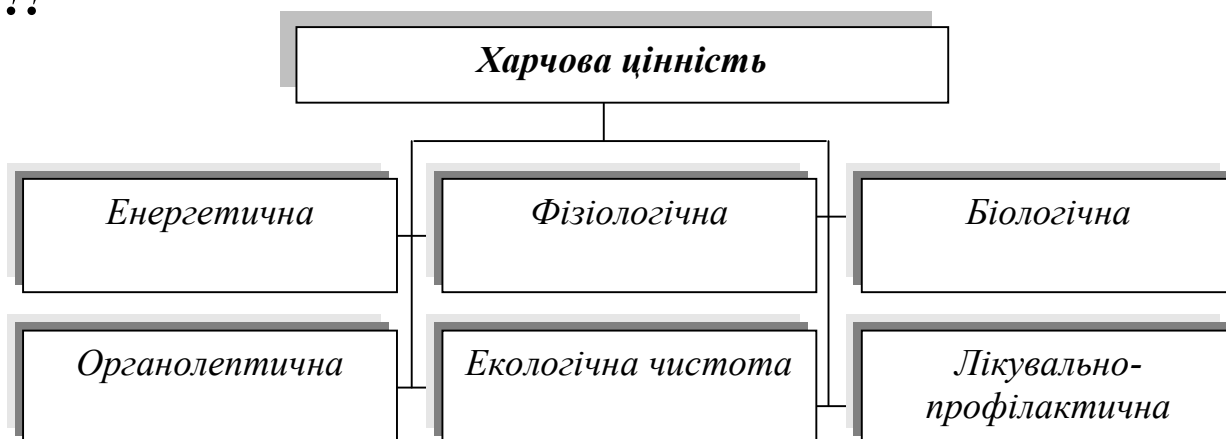 Харчова цінність
Енергетична
Фізіологічна
Біологічна
Органолептична
Екологічна чистота
Лікувально-
профілактична